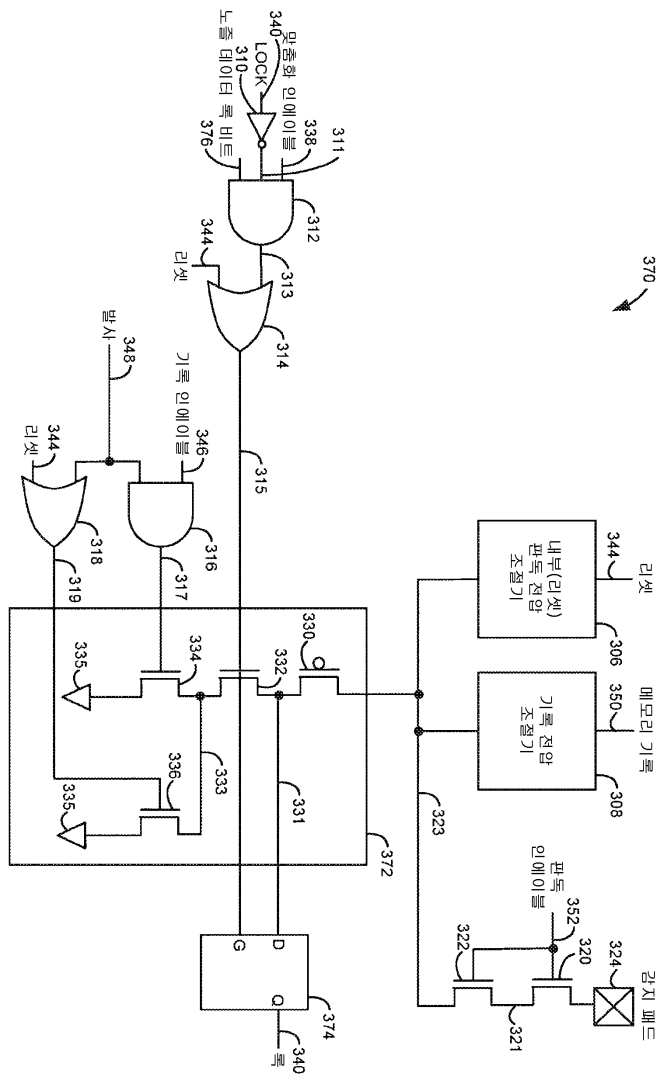 370
리셋
344
내부(리셋)
판독 전압
조절기
306
메모리 기록
350
기록 전압
조절기
308
323
감지 패드
324
320
판독
인에이블
352
322
321
맞춤화 인에이블
340
LOCK
310
노즐 데이터 록 비트
376
338
311
312
313
344
리셋
314
315
기록 인에이블
346
발사
348
316
317
344
리셋
318
319
330
332
334
335
333
336
335
331
372
D
G
Q
374
340
록